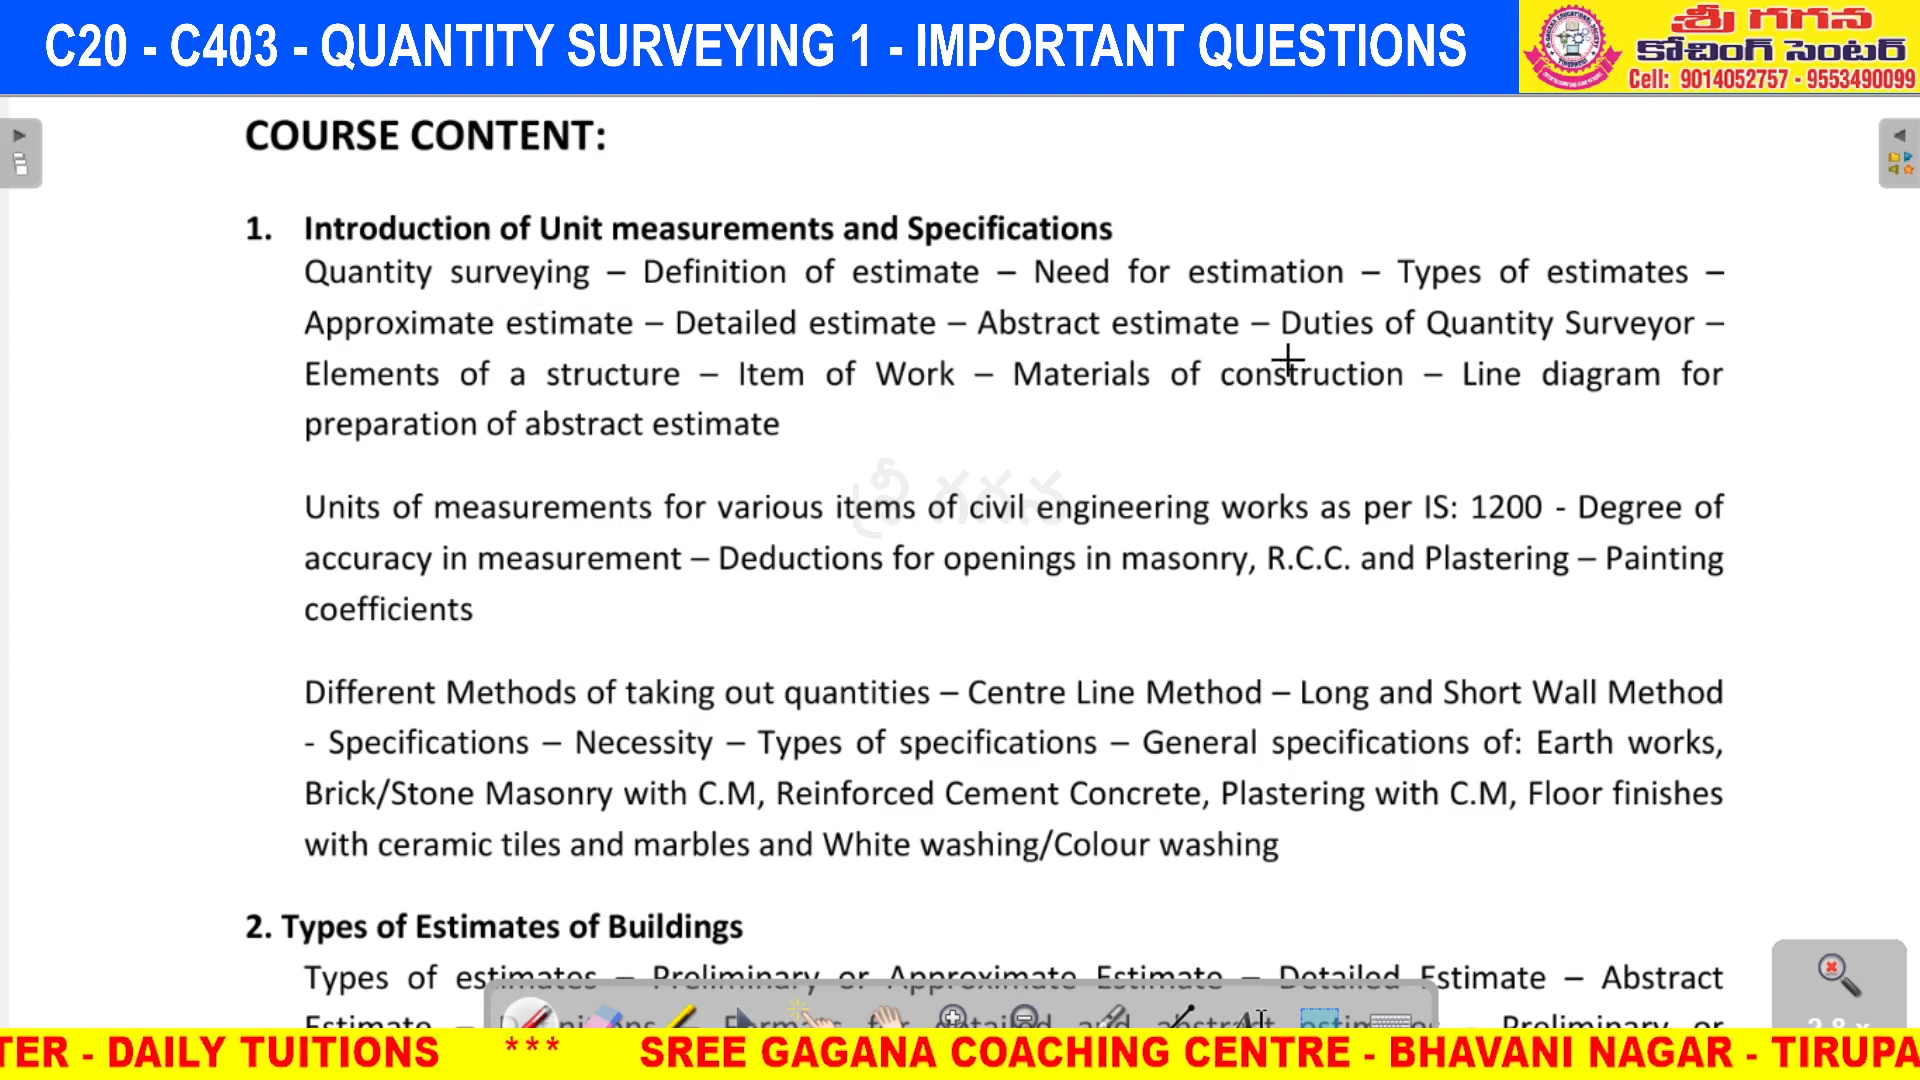 C20 - C403 - QUANTITY SURVEYING 1 - IMPORTANT QUESTIONS
శ్రీ గగన
కోచింగ్ సెంటర్
Cell: 9014052757 - 9553490099
COURSE CONTENT:
1. Introduction of Unit measurements and Specifications
Quantity surveying – Definition of estimate – Need for estimation – Types of estimates –
Approximate estimate – Detailed estimate – Abstract estimate – Duties of Quantity Surveyor –
Elements of a structure – Item of Work – Materials of construction – Line diagram for
preparation of abstract estimate
శ్రీ గగన
Units of measurements for various items of civil engineering works as per IS: 1200 - Degree of
accuracy in measurement – Deductions for openings in masonry, R.C.C. and Plastering – Painting
coefficients
Different Methods of taking out quantities – Centre Line Method – Long and Short Wall Method
- Specifications – Necessity – Types of specifications – General specifications of: Earth works,
Brick/Stone Masonry with C.M, Reinforced Cement Concrete, Plastering with C.M, Floor finishes
with ceramic tiles and marbles and White washing/Colour washing
2. Types of Estimates of Buildings
Types of estimates – Preliminary or Approximate Estimate – Detailed Estimate – Abstract
Estimate – for detailed and abstract – Preliminary or
TER - DAILY TUITIONS *** SREE GAGANA COACHING CENTRE - BHAVANI NAGAR - TIRUPA